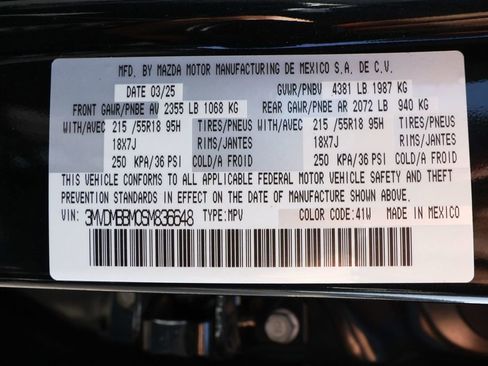 MFD. BY MAZDA MOTOR MANUFACTURING DE MEXICO S.A. DE C.V.
DATE 03/25 GVWR/PNBV 4381 LB 1987 KG
FRONT GAWR/PNBE AV 2355 LB 1068 KG REAR GAWR/PNBE AR 2072 LB 940 KG
WITH/AVEC 215 /55R18 95H TIRES/PNEUS WITH/AVEC 215 /55R18 95H TIRES/PNEUS
18X7J RIMS/JANTES 18X7J RIMS/JANTES
250 KPA/36 PSI COLD/A FROID 250 KPA/36 PSI COLD/A FROID
THIS VEHICLE CONFORMS TO ALL APPLICABLE FEDERAL MOTOR VEHICLE SAFETY AND THEFT
PREVENTION STANDARDS IN EFFECT ON THE DATE OF MANUFACTURE SHOWN ABOVE.
VIN: 3MVDMBBM0SM836648 TYPE:MPV COLOR CODE:41W MADE IN MEXICO